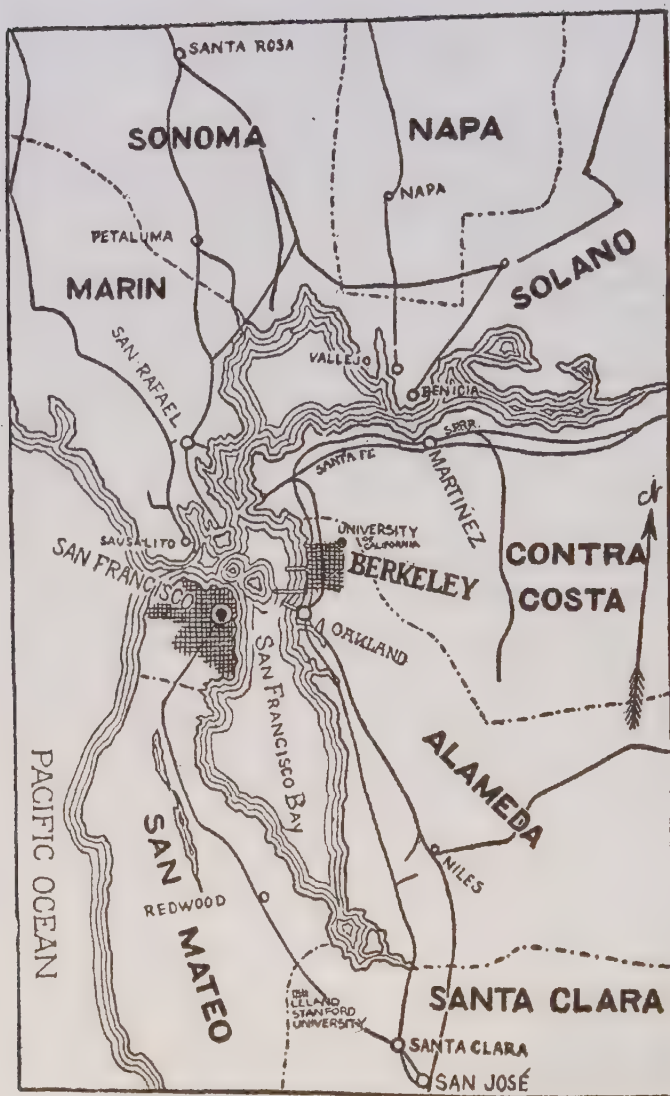 SANTA ROSA
SONOMA
NAPA
NAPA
PETALUMA
MARIN
SOLANO
SAN RAFAEL
VALLEJO
BENICIA
S.P.R.R.
SANTA FE
MARTINEZ
UNIVERSITY
OF
CALIFORNIA
SAUSALITO
SAN FRANCISCO
BERKELEY
CONTRA
COSTA
OAKLAND
SAN FRANCISCO BAY
ALAMEDA
PACIFIC OCEAN
NILES
SAN
MATEO
REDWOOD
LELAND
STANFORD
UNIVERSITY
SANTA CLARA
SANTA CLARA
SAN JOSÉ
N